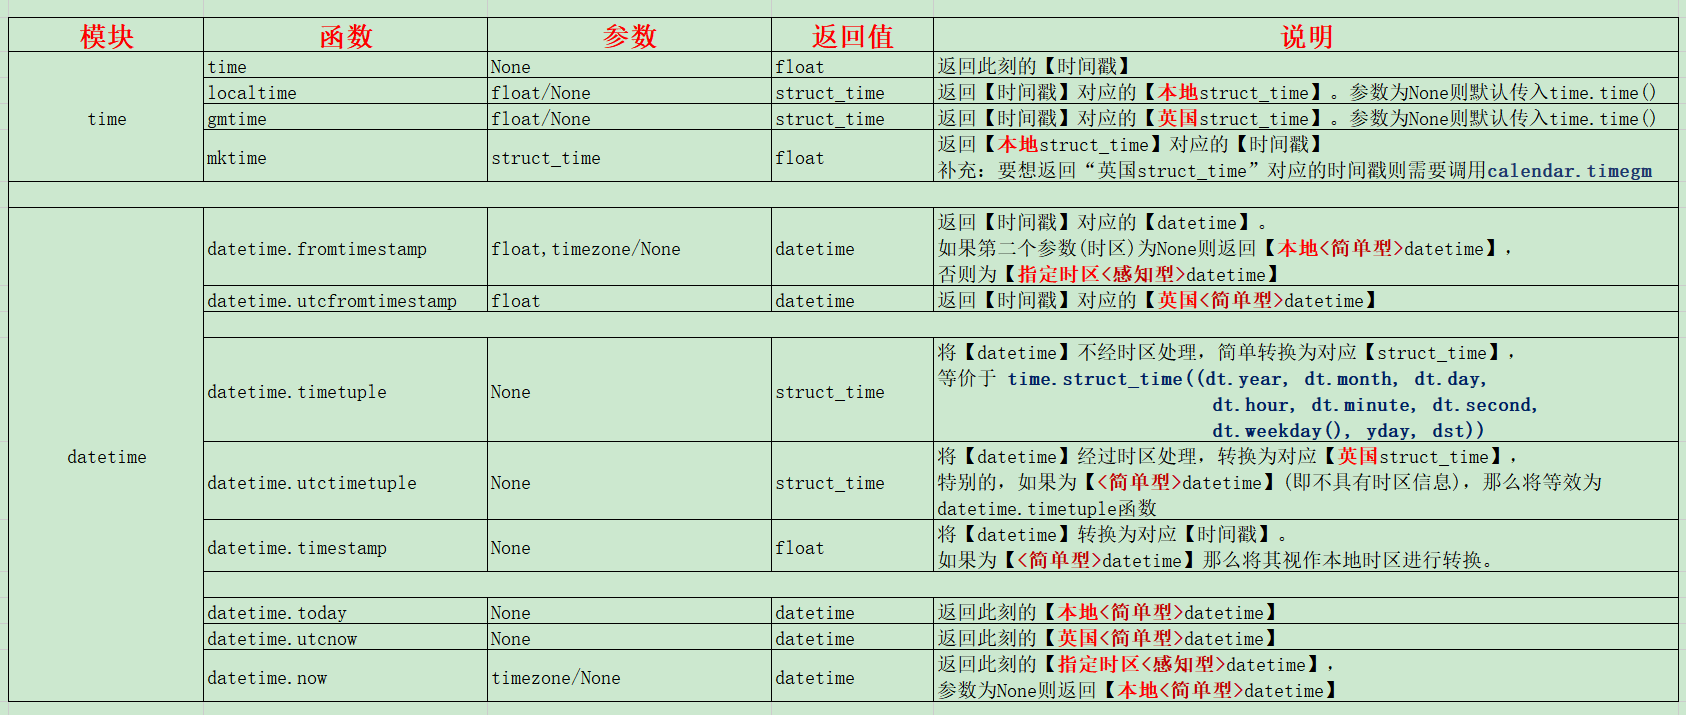 模块 函数 参数 返回值 说明
time
time None float 返回此刻的【时间戳】
localtime float/None struct_time 返回【时间戳】对应的【本地struct_time】。参数为None则默认传入time.time()
gmtime float/None struct_time 返回【时间戳】对应的【英国struct_time】。参数为None则默认传入time.time()
mktime struct_time float 返回【本地struct_time】对应的【时间戳】
补充：要想返回“英国struct_time”对应的时间戳则需要调用calendar.timegm
datetime
datetime.fromtimestamp float,timezone/None datetime 返回【时间戳】对应的【datetime】。
如果第二个参数(时区)为None则返回【本地<简单型>datetime】，
否则为【指定时区<感知型>datetime】
datetime.utcfromtimestamp float datetime 返回【时间戳】对应的【英国<简单型>datetime】
datetime.timetuple None struct_time 将【datetime】不经时区处理，简单转换为对应【struct_time】，
等价于 time.struct_time((dt.year, dt.month, dt.day,
dt.hour, dt.minute, dt.second,
dt.weekday(), yday, dst))
datetime.utctimetuple None struct_time 将【datetime】经过时区处理，转换为对应【英国struct_time】，
特别的，如果为【<简单型>datetime】(即不具有时区信息)，那么将等效为
datetime.timetuple函数
datetime.timestamp None float 将【datetime】转换为对应【时间戳】。
如果为【<简单型>datetime】那么将其视作本地时区进行转换。
datetime.today None datetime 返回此刻的【本地<简单型>datetime】
datetime.utcnow None datetime 返回此刻的【英国<简单型>datetime】
datetime.now timezone/None datetime 返回此刻的【指定时区<感知型>datetime】，
参数为None则返回【本地<简单型>datetime】